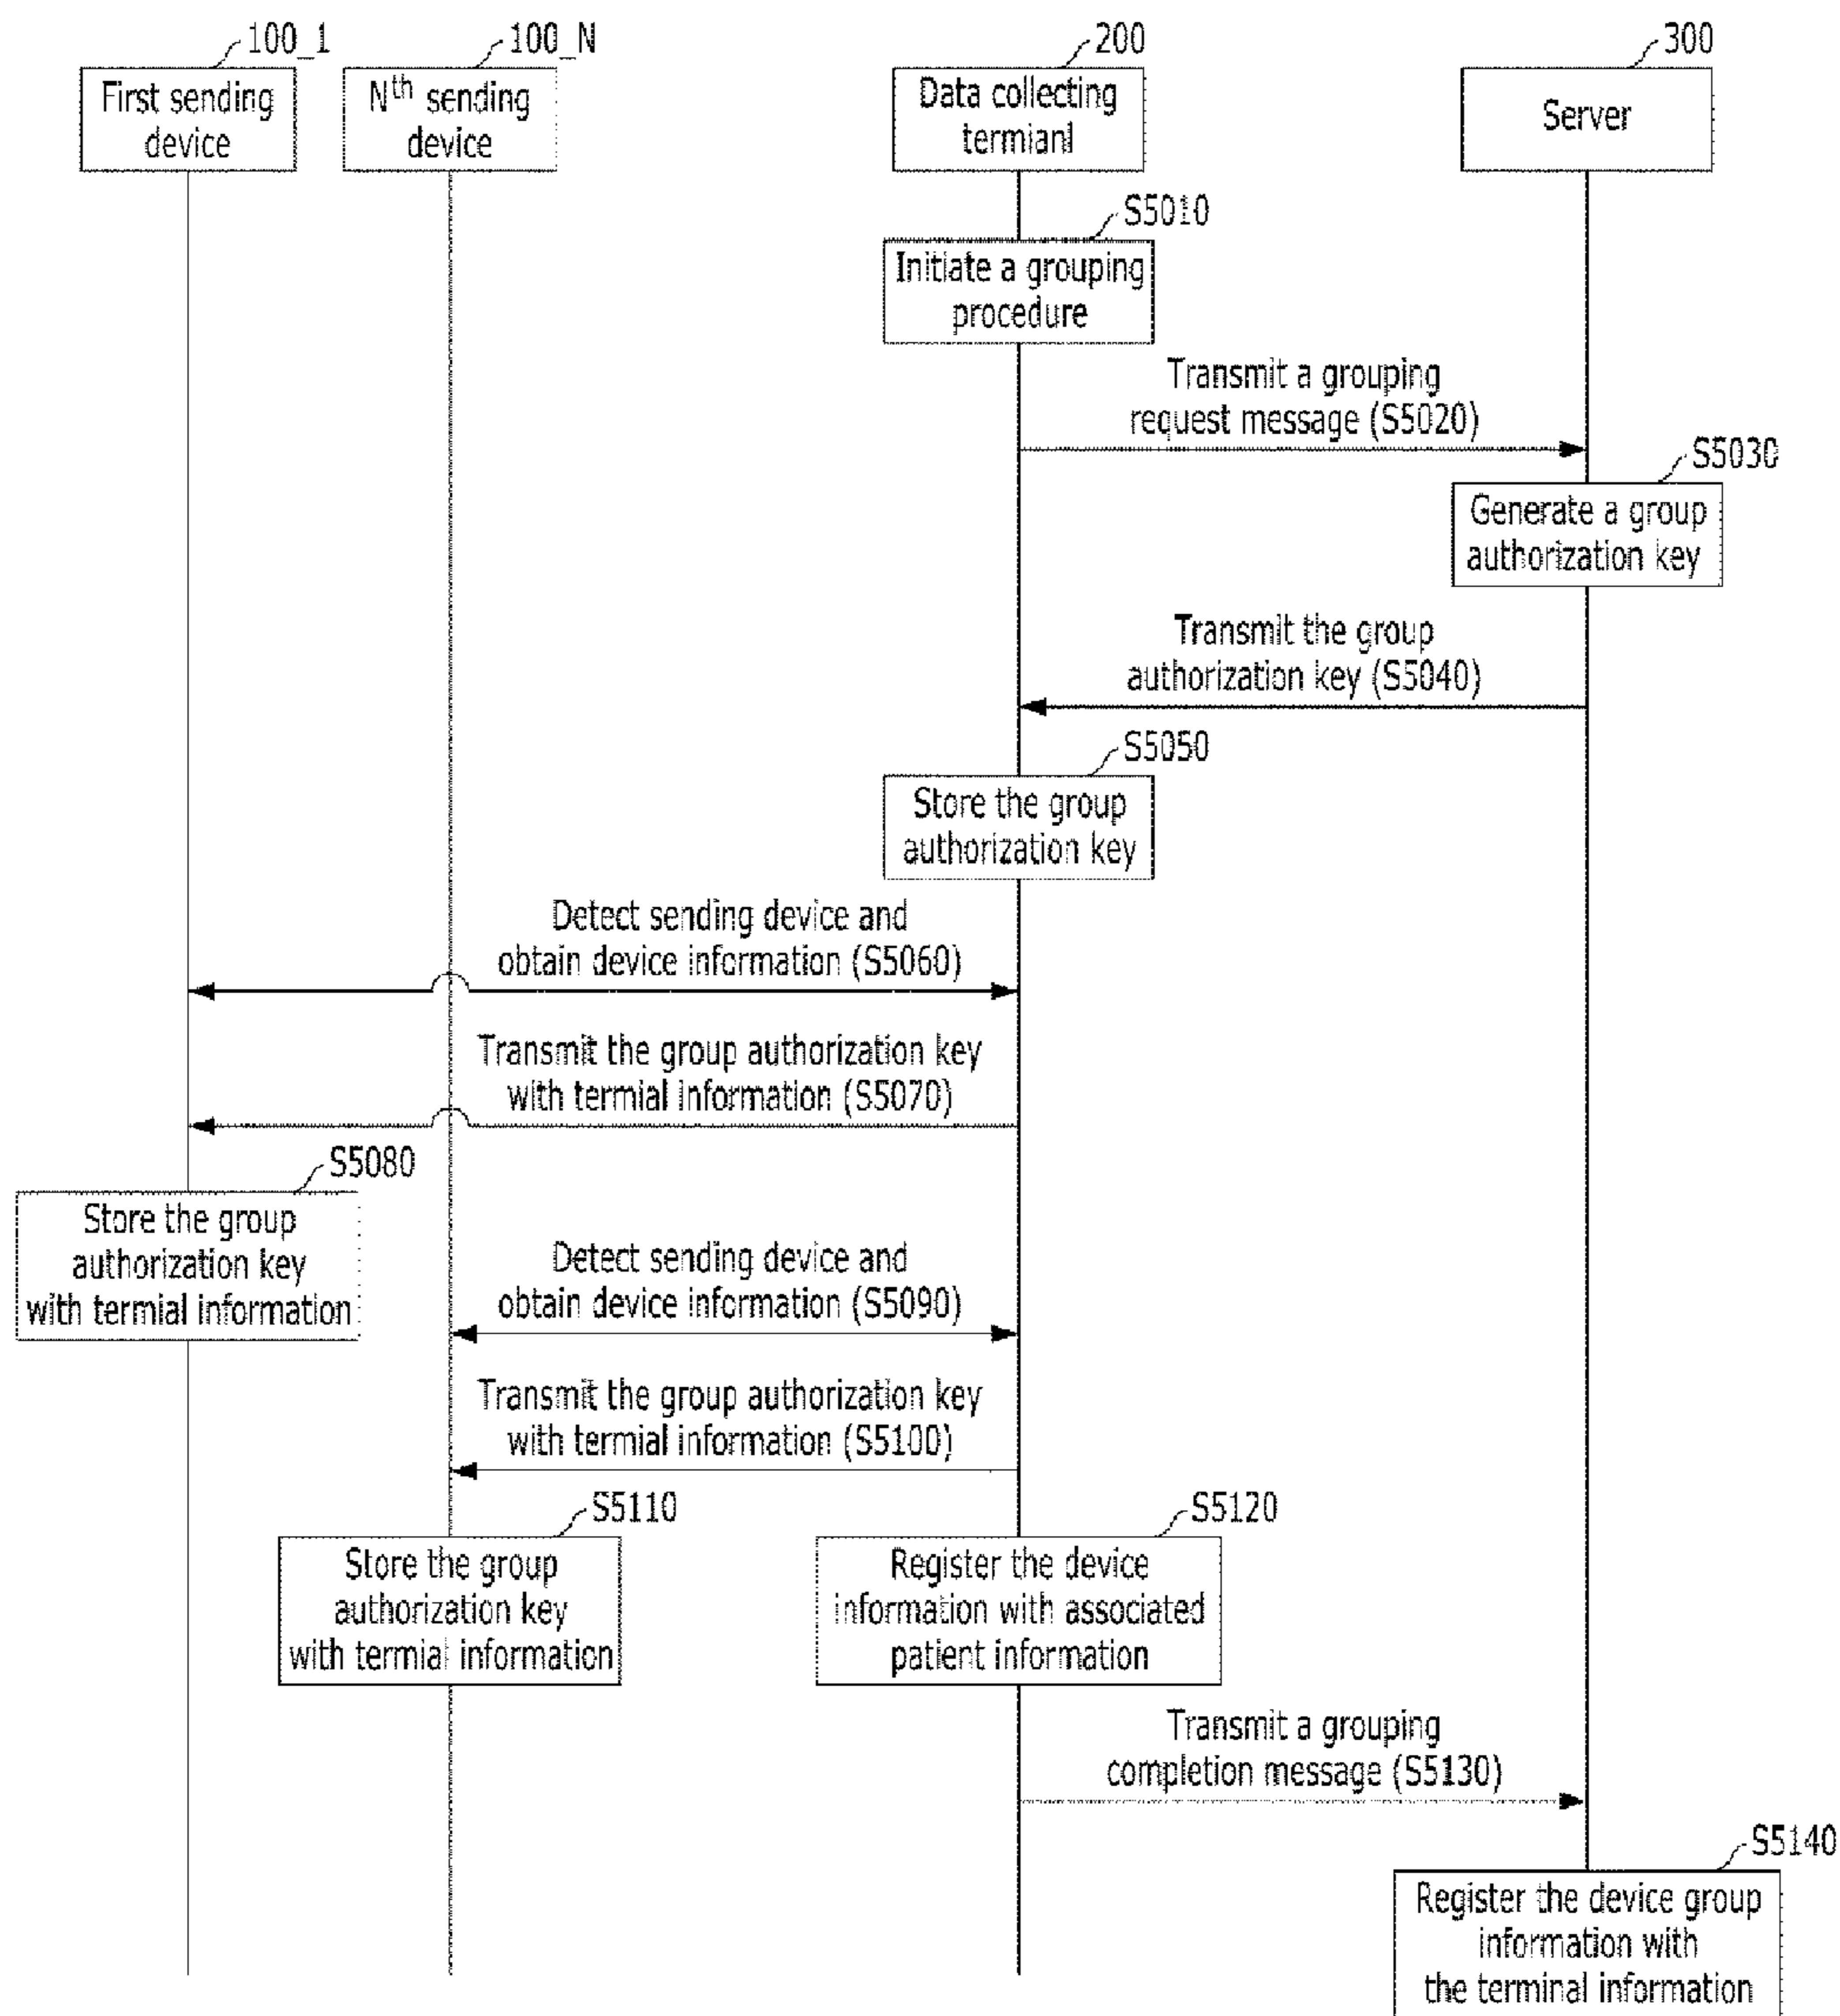 100_1
100_N
200
300
First sending
device
Nth sending
device
Data collecting
termianl
Server
S5010
Initiate a grouping
procedure
Transmit a grouping
request message (S5020)
S5030
Generate a group
authorization key
Transmit the group
authorization key (S5040)
S5050
Store the group
authorization key
Detect sending device and
obtain device information (S5060)
Transmit the group authorization key
with termial information (S5070)
S5080
Store the group
authorization key
with termial information
Detect sending device and
obtain device information (S5090)
Transmit the group authorization key
with termial information (S5100)
S5110
Store the group
authorization key
with termial information
S5120
Register the device
information with associated
patient information
Transmit a grouping
completion message (S5130)
S5140
Register the device group
information with
the terminal information